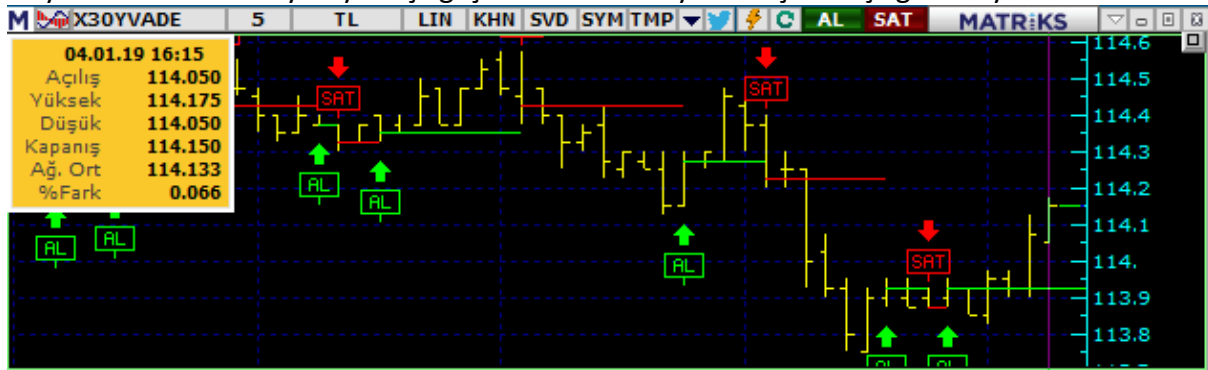 M X30YVADE 5 TL LIN KHN SVD SYM TMP AL SAT MATRiKS
04.01.19 16:15
Açılış 114.050
Yüksek 114.175
Düşük 114.050
Kapanış 114.150
Ağ. Ort 114.133
%Fark 0.066
SAT
SAT
AL
AL
AL
AL
AL
SAT
AL
AL
114.6
114.5
114.4
114.3
114.2
114.1
114.
113.9
113.8